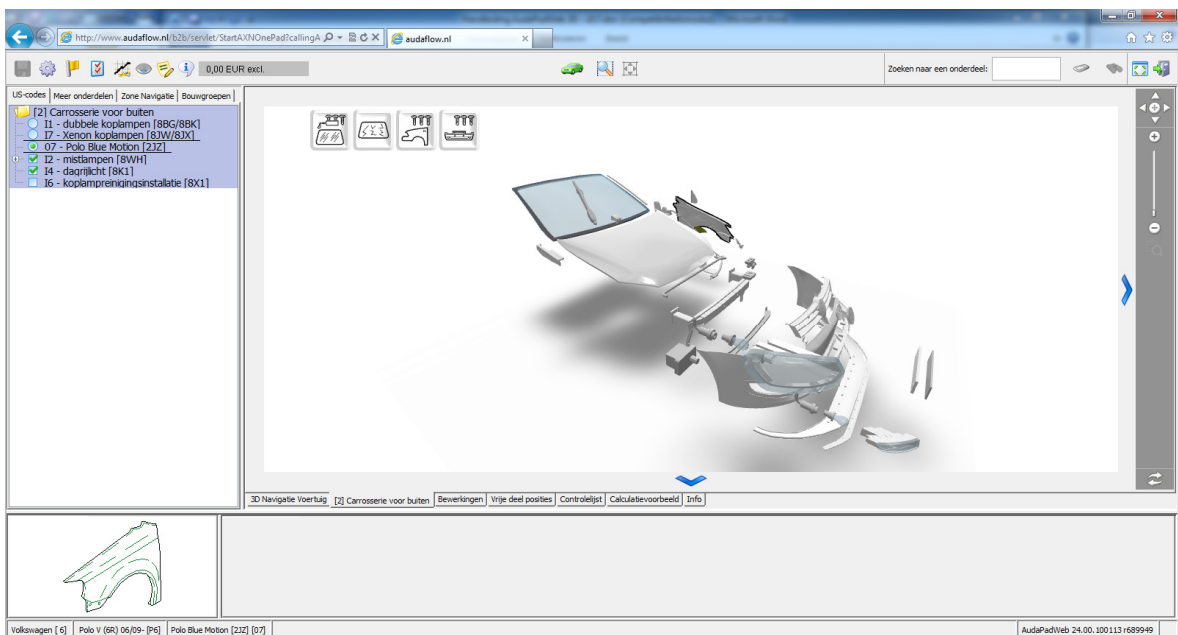 http://www.audaflow.nl/b2b/servlet/StartAXNOnePad?callingA
audaflow.nl
0,00 EUR excl.
Zoeken naar een onderdeel:
US-codes Meer onderdelen Zone Navigatie Bouwgroepen
[2] Carrosserie voor buiten
I1 - dubbele koplampen [8BG/8BK]
I7 - Xenon koplampen [8JW/8JX]
07 - Polo Blue Motion [2JZ]
I2 - mistlampen [8WH]
I4 - dagrijlicht [8K1]
I6 - koplampreinigingsinstallatie [8X1]
3D Navigatie Voertuig [2] Carrosserie voor buiten Bewerkingen Vrije deel posities Controlelijst Calculatievoorbeeld Info
Volkswagen [ 6] Polo V (6R) 06/09- [P6] Polo Blue Motion [2JZ] [07] AudaPadWeb 24.00.100113 r689949